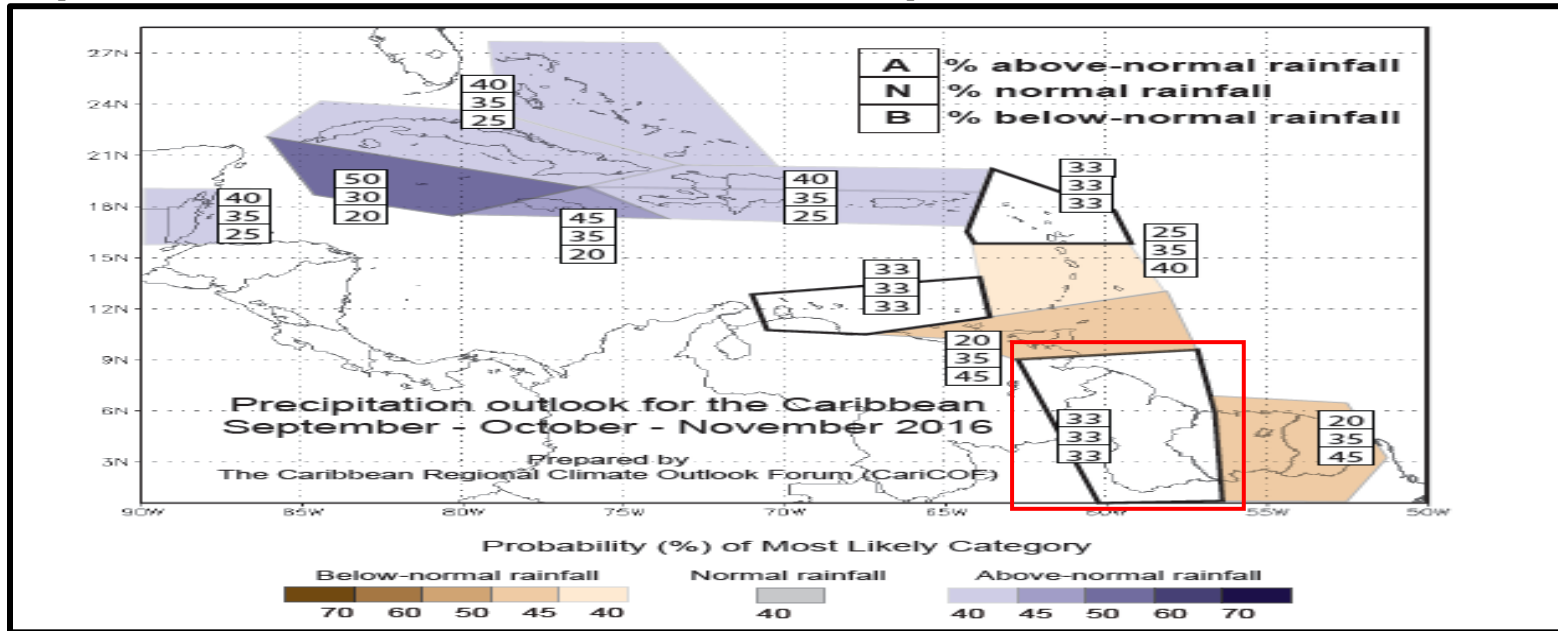 27N
24N
21N
18N
15N
12N
9N
6N
3N
A % above-normal rainfall
N % normal rainfall
B % below-normal rainfall
40
35
25
50
30
20
40
35
25
45
35
20
40
35
25
33
33
33
25
35
40
33
33
33
20
35
45
33
33
33
20
35
45
Precipitation outlook for the Caribbean
September - October - November 2016
Prepared by
The Caribbean Regional Climate Outlook Forum (CariCOF)
90W 85W 80W 75W 70W 65W 60W 55W 50W
Probability (%) of Most Likely Category
Below-normal rainfall Normal rainfall Above-normal rainfall
70 60 50 45 40 40 40 45 50 60 70